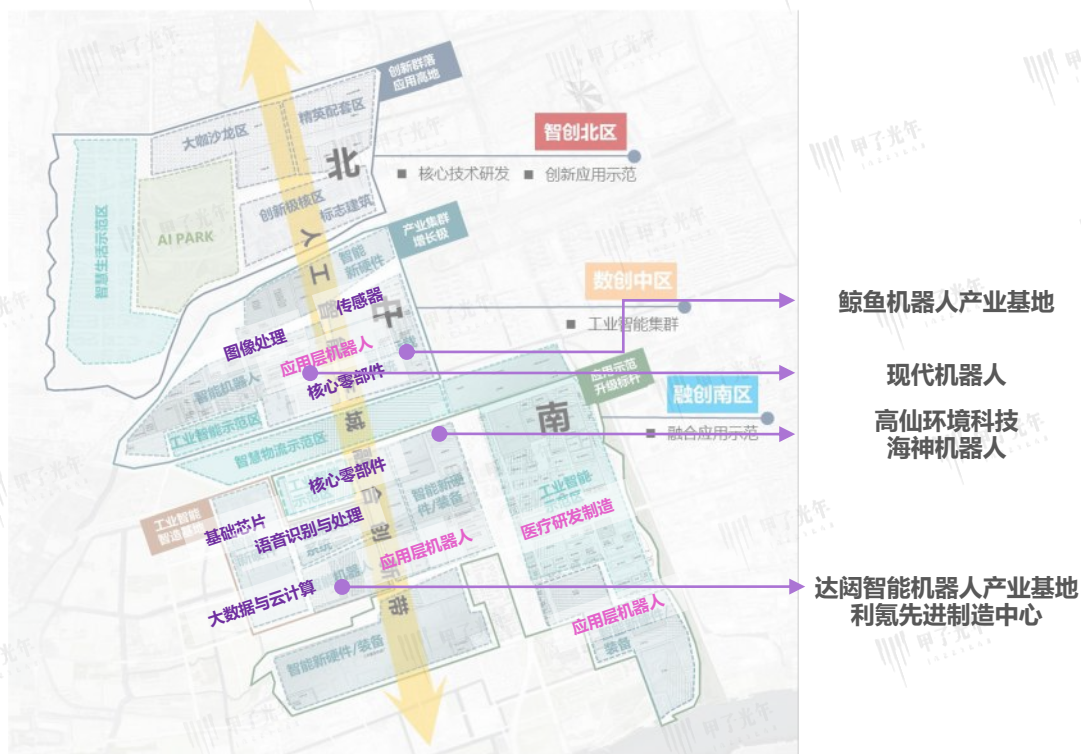 创新群落
应用高地
精英配套区
大咖沙龙区
智创北区
北
■ 核心技术研发 ■ 创新应用示范
创新极核区
标志建筑
产业集群
增长极
智慧生活示范区
AI PARK
人工
智能
新硬件
传感器
数创中区
■ 工业智能集群
鲸鱼机器人产业基地
图像处理
应用层机器人
智能机器人
核心零部件
现代机器人
应用示范
升级标杆
融创南区
■ 融合应用示范
南
城
工业智能示范区
智慧物流示范区
高仙环境科技
海神机器人
核心零部件
智能新硬
件/装备
工业智能
工业智能
智造基地
基础芯片
语音识别与处理
合创新带
应用层机器人
医疗研发制造
大数据与云计算
机器
达闼智能机器人产业基地
利氪先进制造中心
应用层机器人
装备
智能新硬件/装备
甲子光年